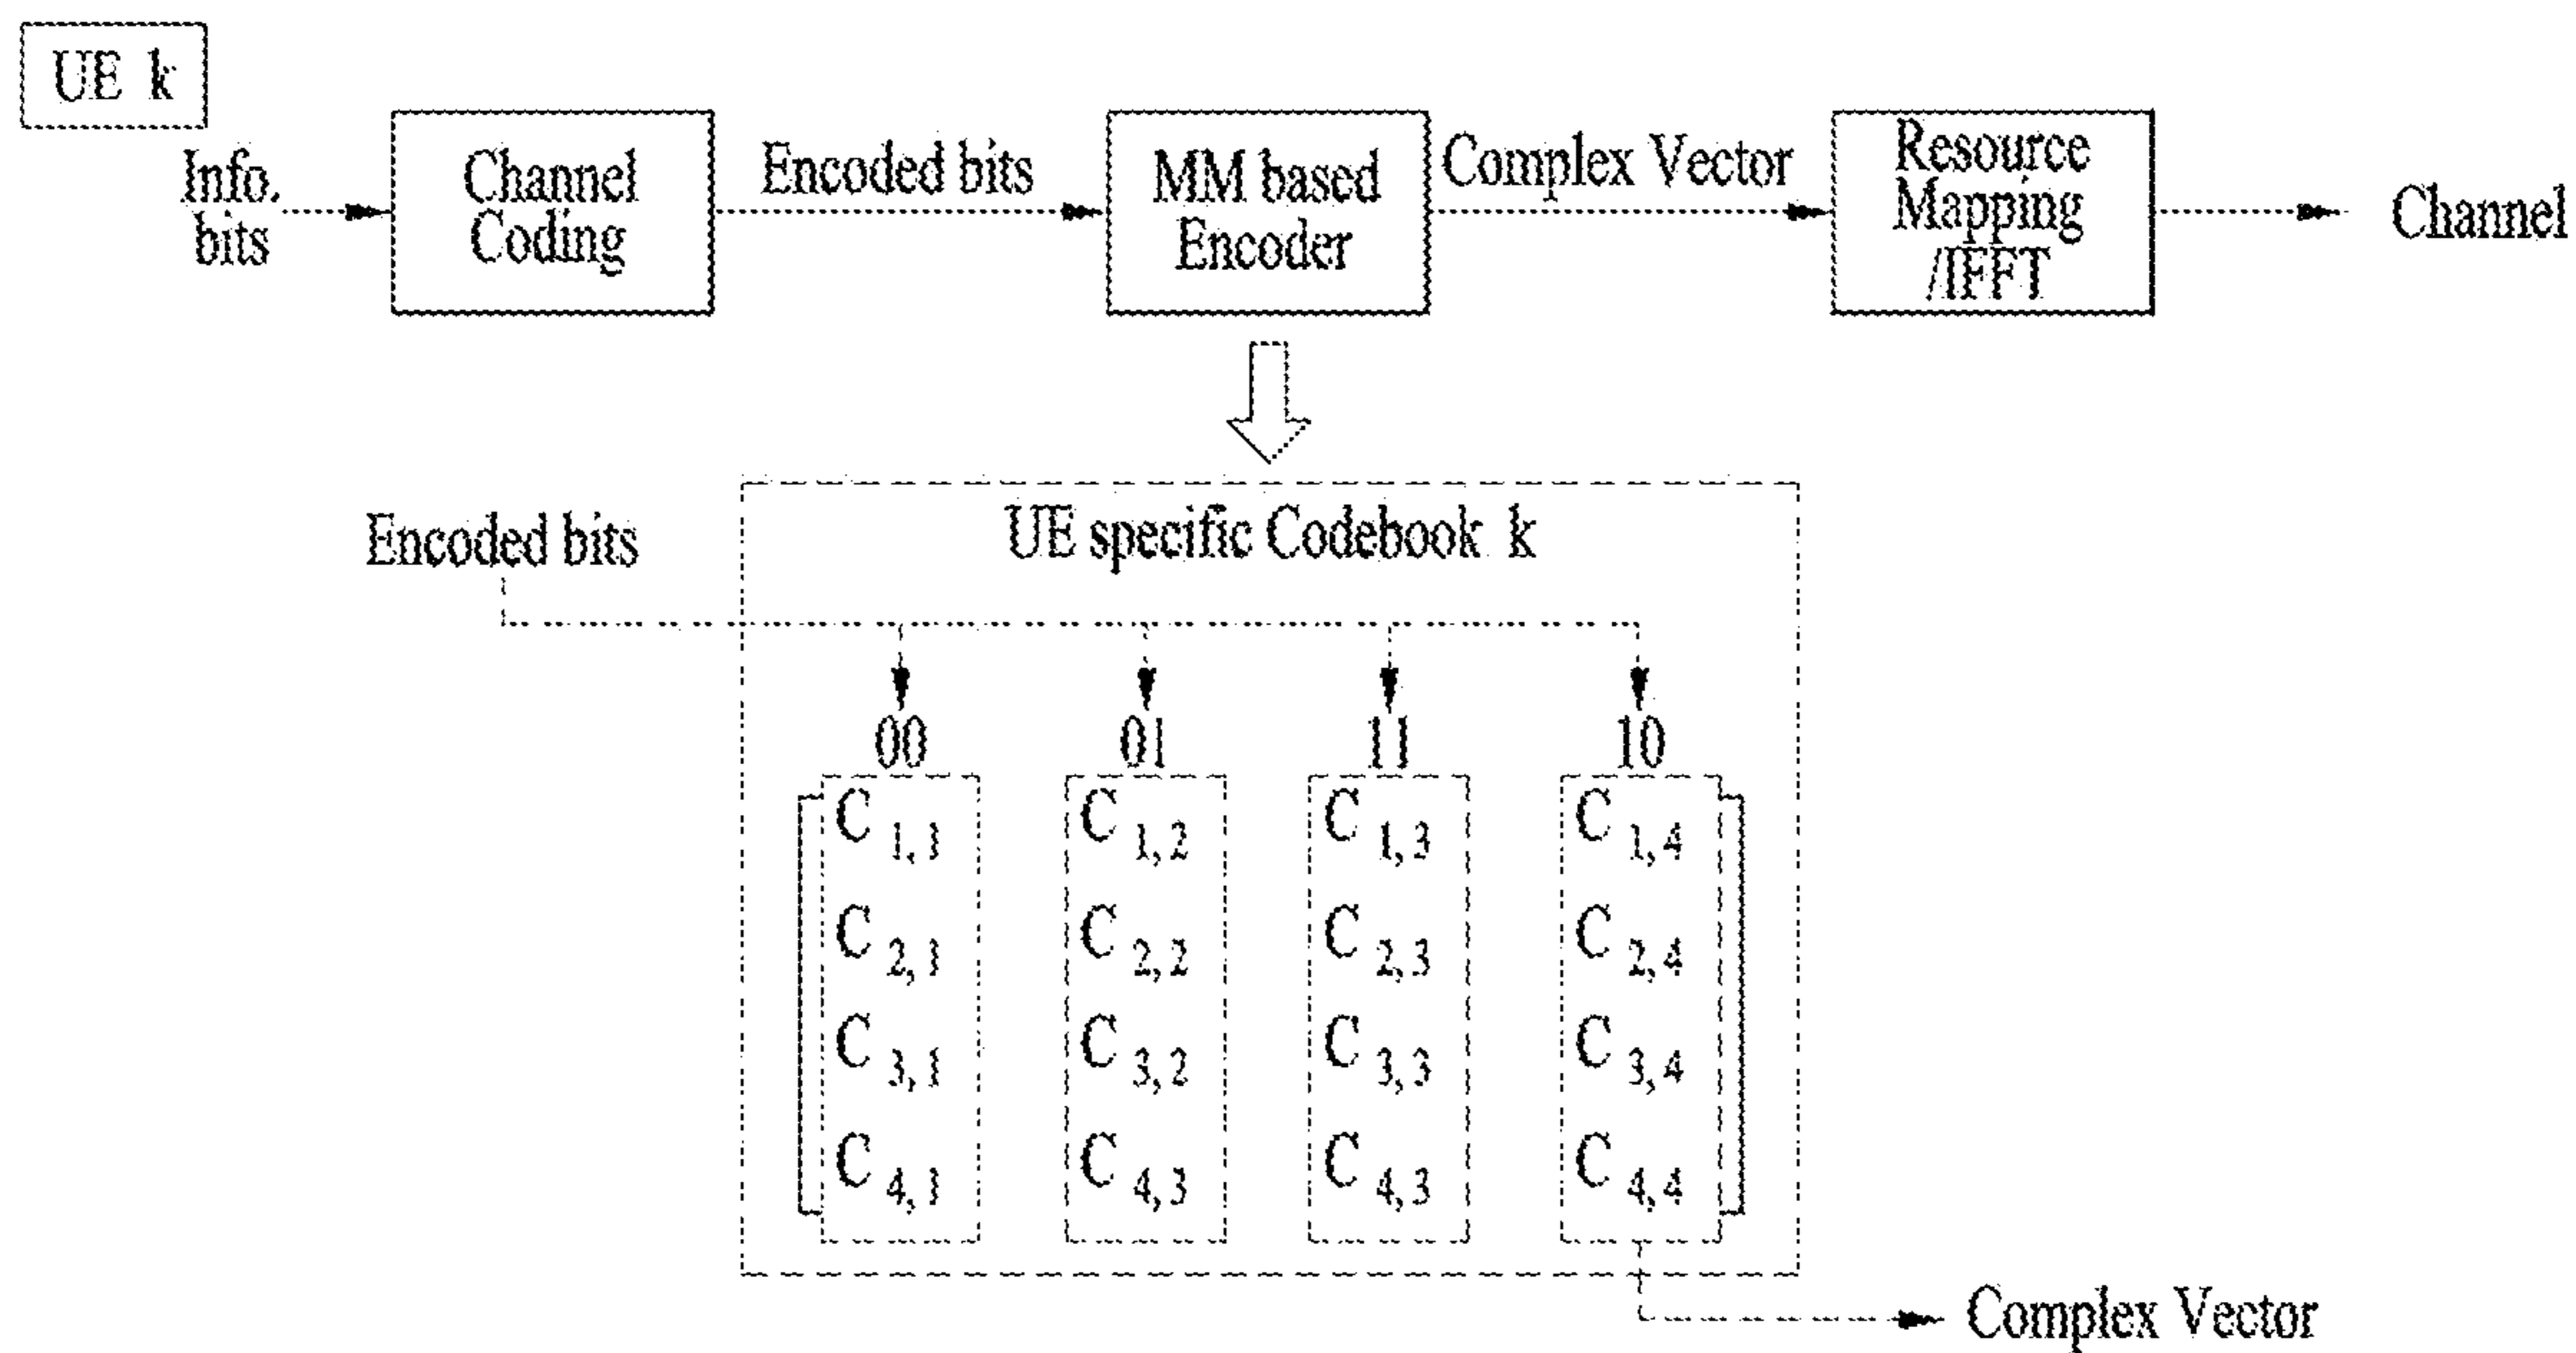 UE k
Info.
bits
Channel
Coding
Encoded bits
MM based
Encoder
Complex Vector
Resource
Mapping
/IFFT
Channel
Encoded bits
UE specific Codebook k
00 01 11 10
C 1,1 C 1,2 C 1,3 C 1,4
C 2,1 C 2,2 C 2,3 C 2,4
C 3,1 C 3,2 C 3,3 C 3,4
C 4,1 C 4,3 C 4,3 C 4,4
Complex Vector